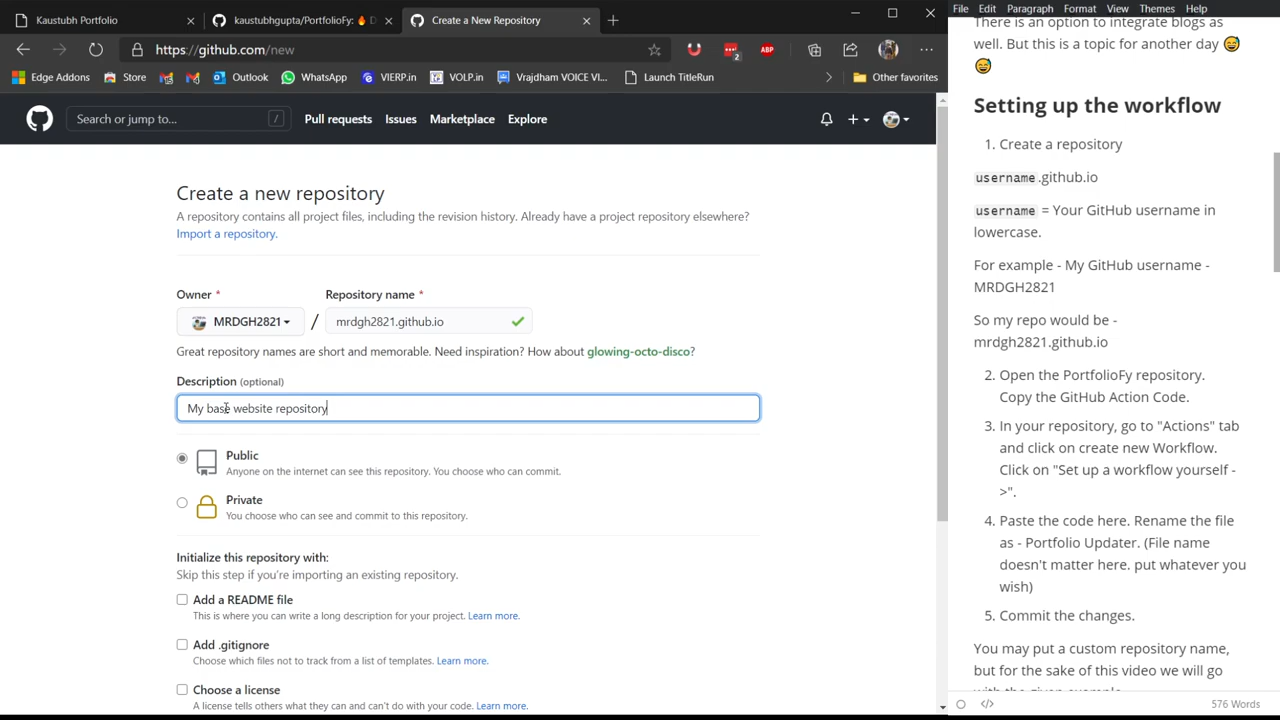 Kaustubh Portfolio
kaustubhgupta/PortfolioFy: 🔥 D
Create a New Repository
https://github.com/new
2
ABP
Edge Addons
Store
Outlook
WhatsApp
VIERP.in
VOLP.in
Vrajdham VOICE VI...
Launch TitleRun
Other favorites
Search or jump to...
/
Pull requests
Issues
Marketplace
Explore
Create a new repository
A repository contains all project files, including the revision history. Already have a project repository elsewhere?
Import a repository.
Owner *
Repository name *
MRDGH2821
/
mrdgh2821.github.io
Great repository names are short and memorable. Need inspiration? How about glowing-octo-disco?
Description (optional)
My base website repository
Public
Anyone on the internet can see this repository. You choose who can commit.
Private
You choose who can see and commit to this repository.
Initialize this repository with:
Skip this step if you're importing an existing repository.
Add a README file
This is where you can write a long description for your project. Learn more.
Add .gitignore
Choose which files not to track from a list of templates. Learn more.
Choose a license
A license tells others what they can and can't do with your code. Learn more.
File Edit Paragraph Format View Themes Help
There is an option to integrate blogs as
well. But this is a topic for another day 😅
😅
Setting up the workflow
1. Create a repository
username.github.io
username = Your GitHub username in
lowercase.
For example - My GitHub username -
MRDGH2821
So my repo would be -
mrdgh2821.github.io
2. Open the PortfolioFy repository.
Copy the GitHub Action Code.
3. In your repository, go to "Actions" tab
and click on create new Workflow.
Click on "Set up a workflow yourself -
>".
4. Paste the code here. Rename the file
as - Portfolio Updater. (File name
doesn't matter here. put whatever you
wish)
5. Commit the changes.
You may put a custom repository name,
but for the sake of this video we will go
with the given example
576 Words